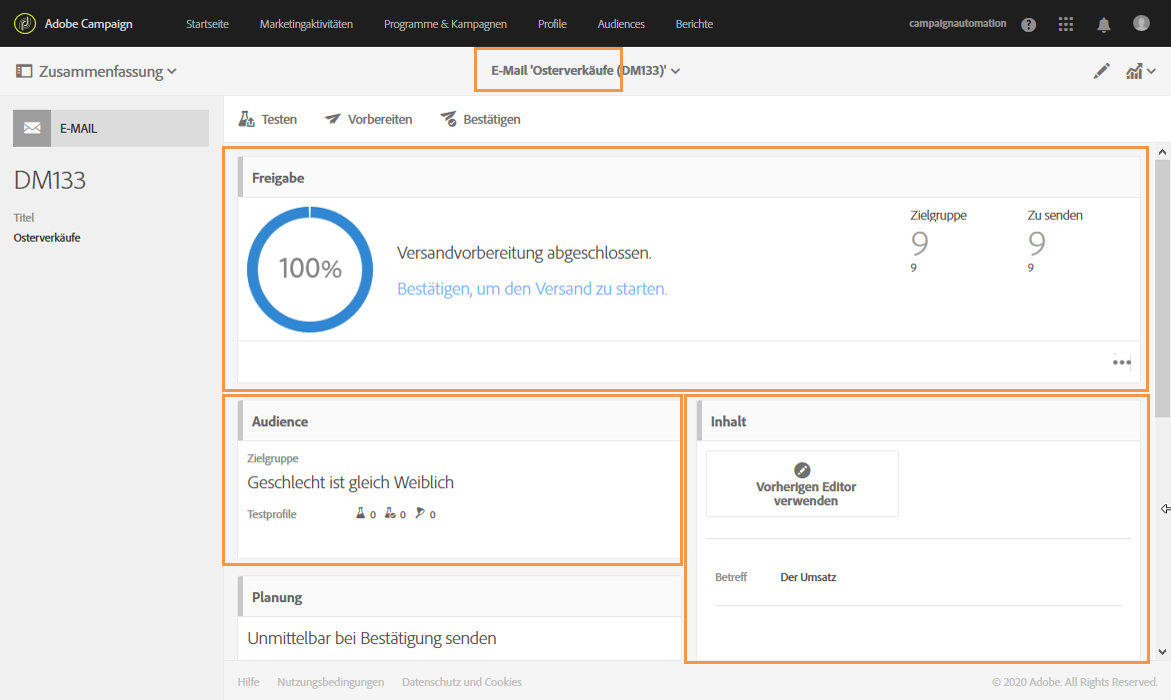 Adobe Campaign
Startseite
Marketingaktivitäten
Programme & Kampagnen
Profile
Audiences
Berichte
campaignautomation
Zusammenfassung
E-Mail 'Osterverkäufe (DM133)'
E-MAIL
DM133
Titel
Osterverkäufe
Testen
Vorbereiten
Bestätigen
Freigabe
100%
Versandvorbereitung abgeschlossen.
Bestätigen, um den Versand zu starten.
Zielgruppe
9
9
Zu senden
9
9
Audience
Zielgruppe
Geschlecht ist gleich Weiblich
Testprofile 0 0 0
Inhalt
Vorherigen Editor
verwenden
Betreff Der Umsatz
Planung
Unmittelbar bei Bestätigung senden
Hilfe
Nutzungsbedingungen
Datenschutz und Cookies
© 2020 Adobe. All Rights Reserved.